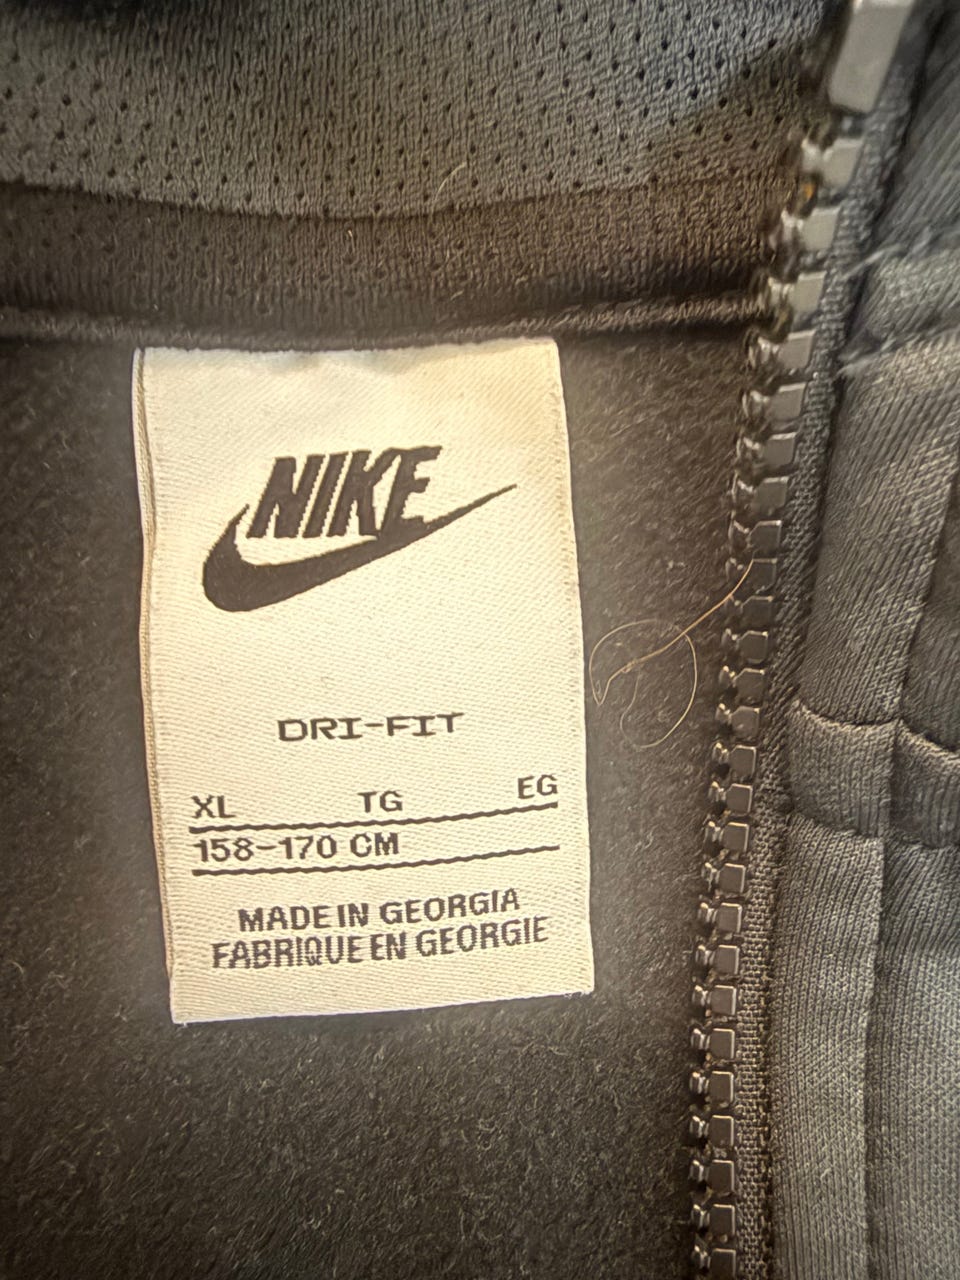 NIKE
DRI-FIT
XL TG EG
158-170 CM
MADE IN GEORGIA
FABRIQUE EN GEORGIE